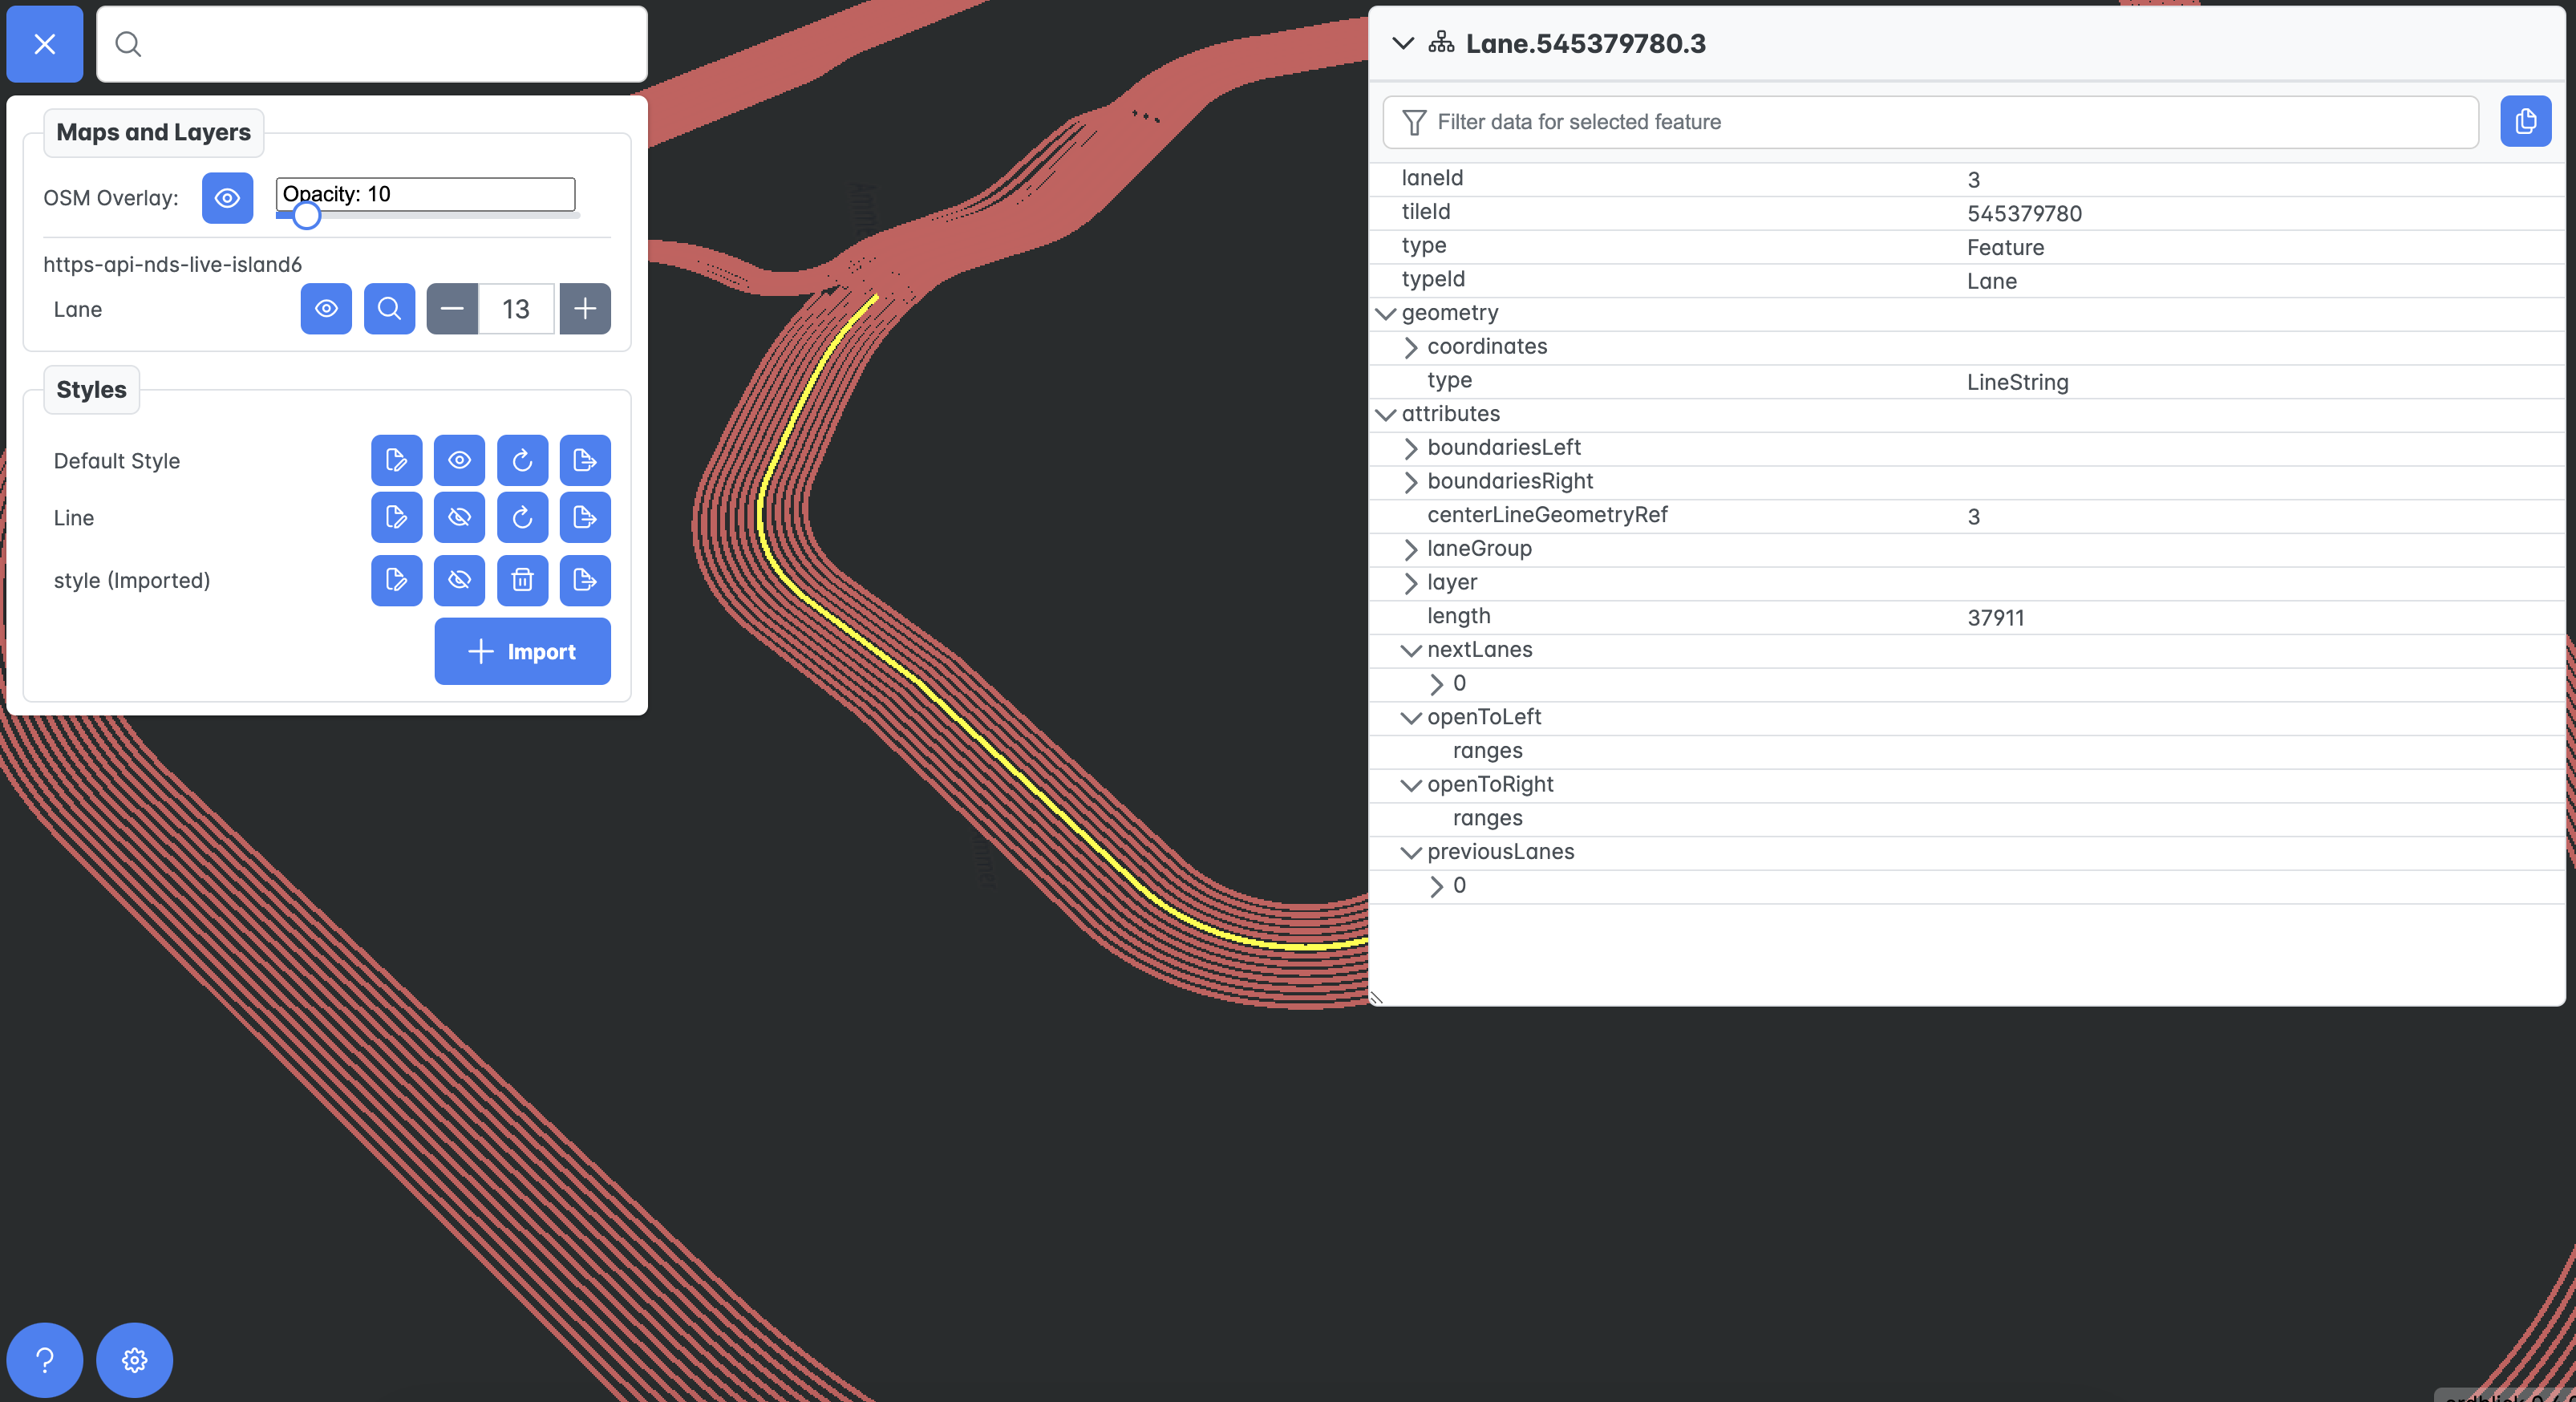 Maps and Layers
OSM Overlay:
Opacity: 10
https-api-nds-live-island6
Lane
13
Styles
Default Style
Line
style (Imported)
Import
Lane.545379780.3
Filter data for selected feature
laneId 3
tileId 545379780
type Feature
typeId Lane
geometry
coordinates
type LineString
attributes
boundariesLeft
boundariesRight
centerLineGeometryRef 3
laneGroup
layer
length 37911
nextLanes
0
openToLeft
ranges
openToRight
ranges
previousLanes
0
?